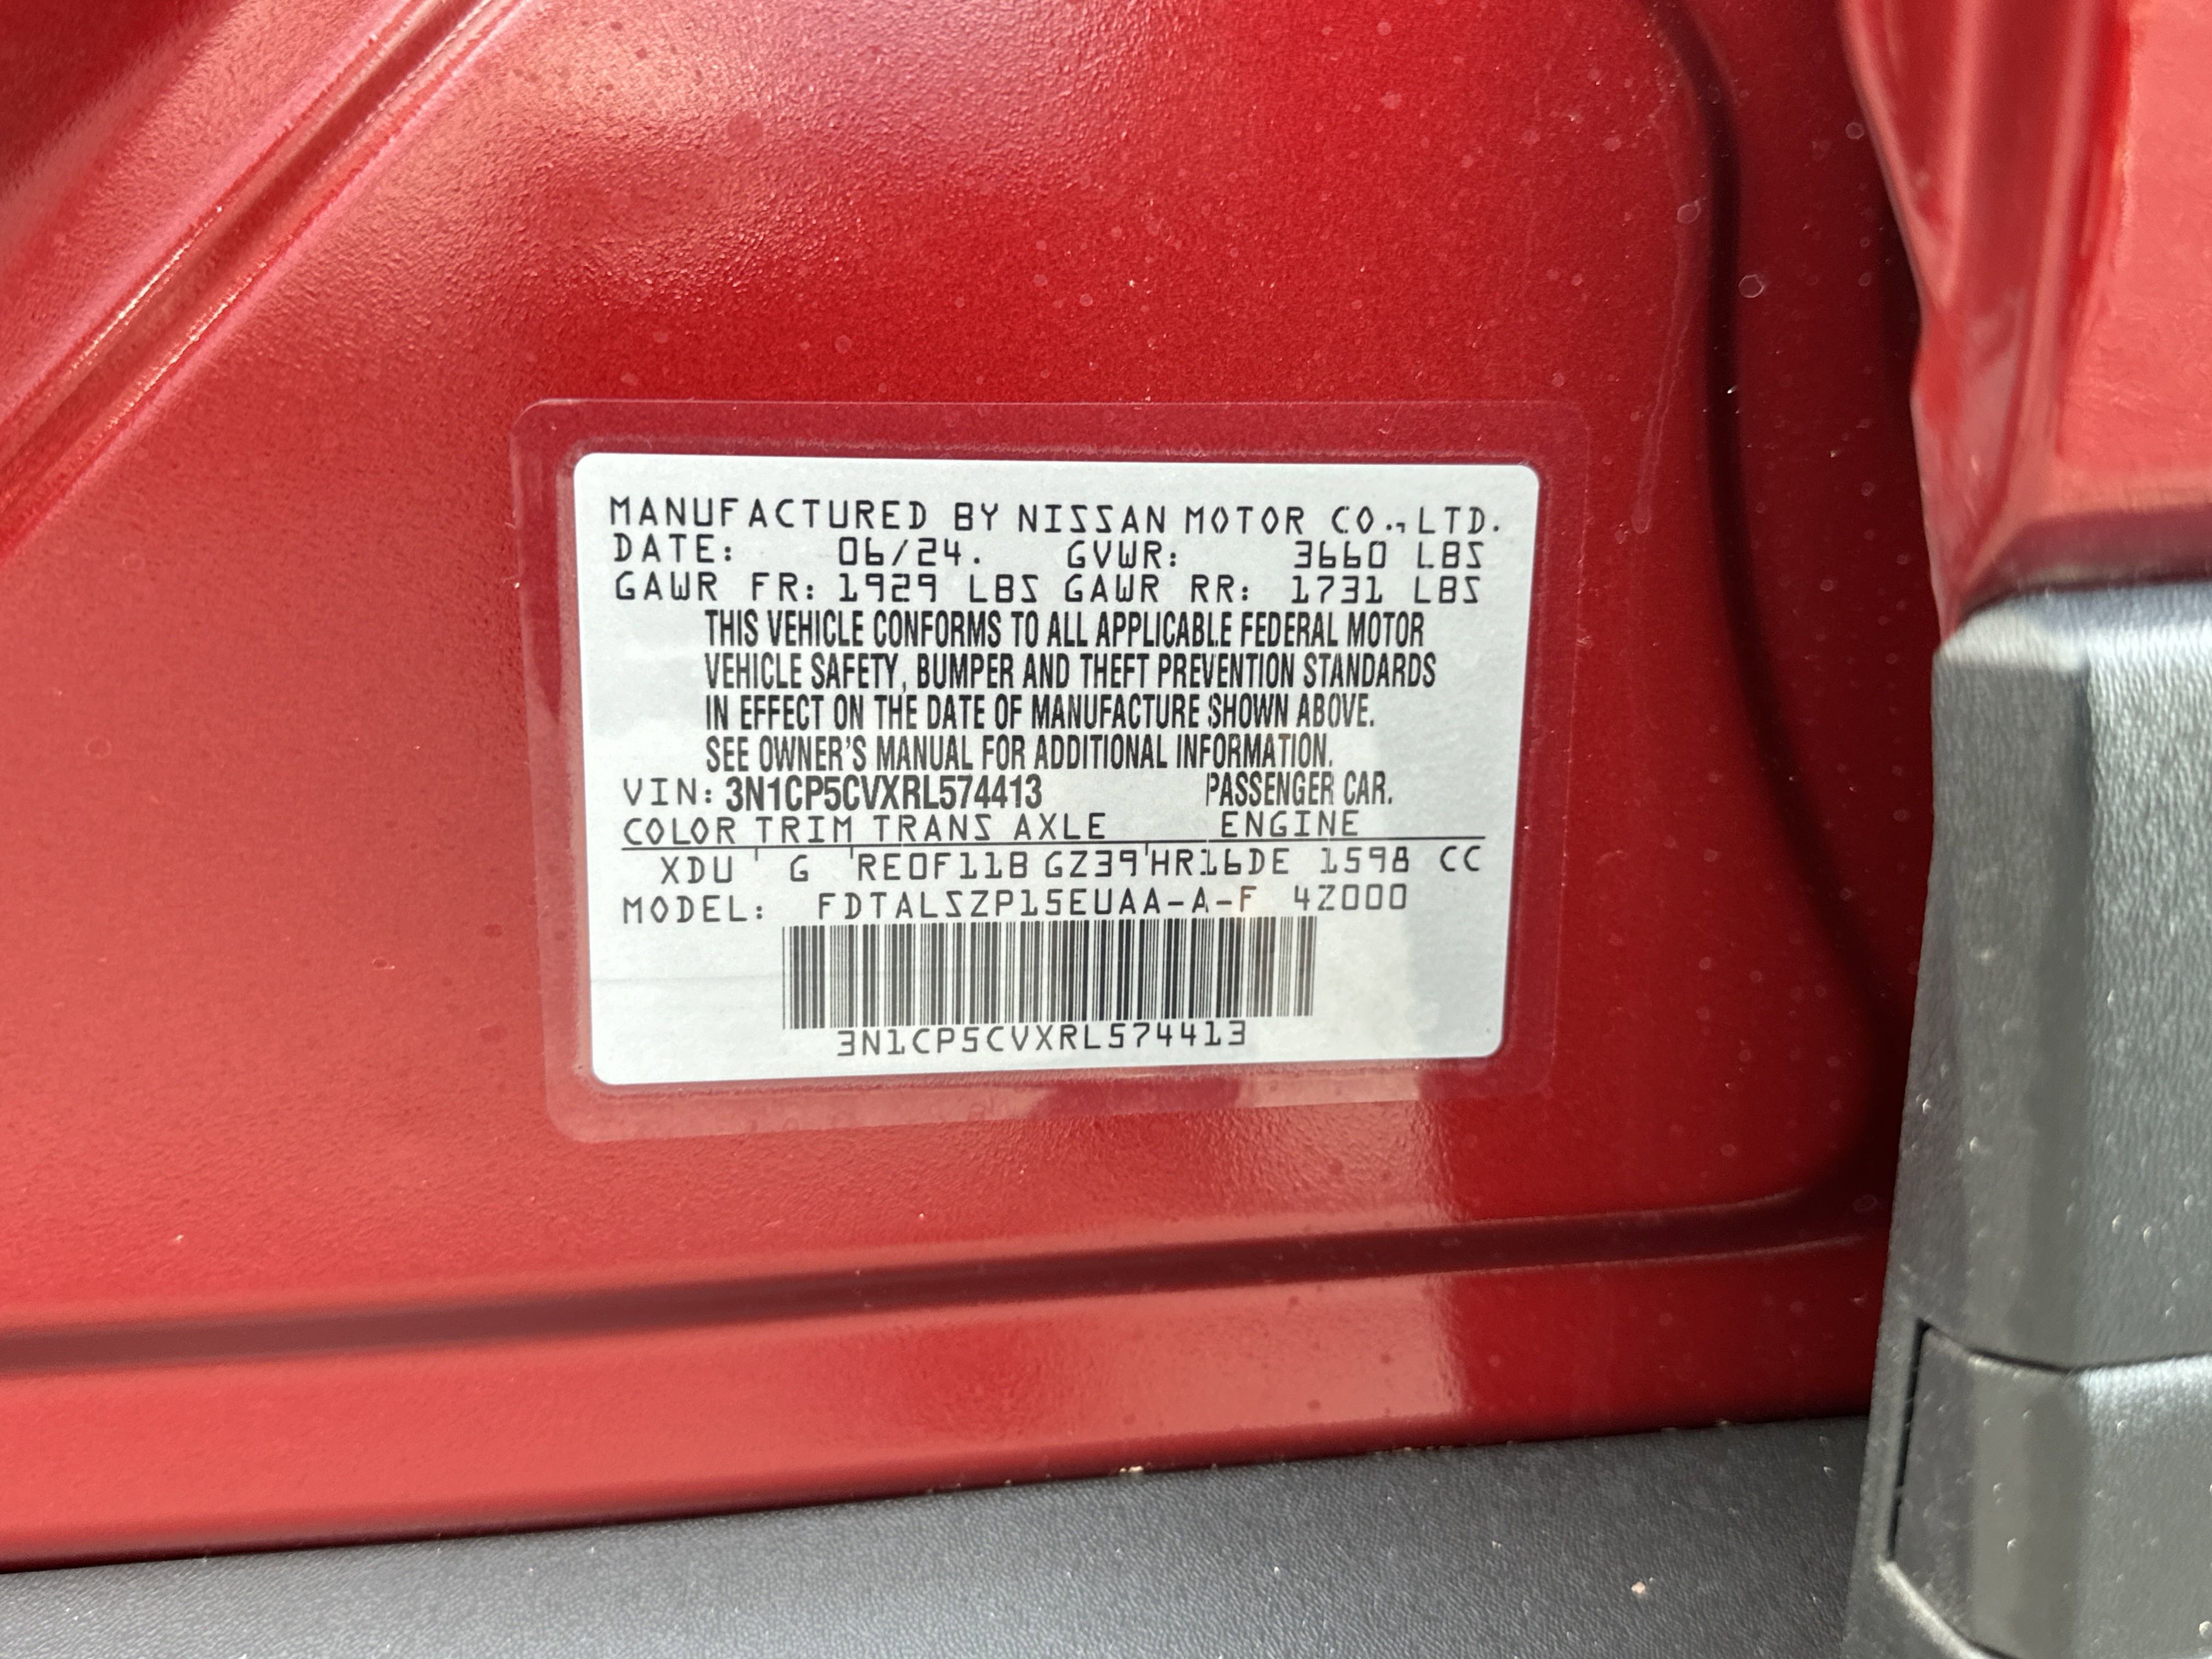 MANUFACTURED BY NISSAN MOTOR CO.,LTD.
DATE: 06/24. GVWR: 3660 LBS
GAWR FR: 1929 LBS GAWR RR: 1731 LBS
THIS VEHICLE CONFORMS TO ALL APPLICABLE FEDERAL MOTOR
VEHICLE SAFETY, BUMPER AND THEFT PREVENTION STANDARDS
IN EFFECT ON THE DATE OF MANUFACTURE SHOWN ABOVE.
SEE OWNER'S MANUAL FOR ADDITIONAL INFORMATION.
VIN: 3N1CP5CVXRL574413 PASSENGER CAR.
COLOR TRIM TRANS AXLE ENGINE
XDU G RE0F11B GZ39 HR16DE 1598 CC
MODEL: FDTALSZP15EUAA-A-F 4Z000
3N1CP5CVXRL574413